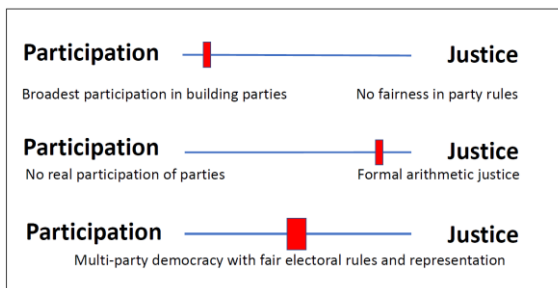 Participation Justice
Broadest participation in building parties No fairness in party rules
Participation Justice
No real participation of parties Formal arithmetic justice
Participation Justice
Multi-party democracy with fair electoral rules and representation